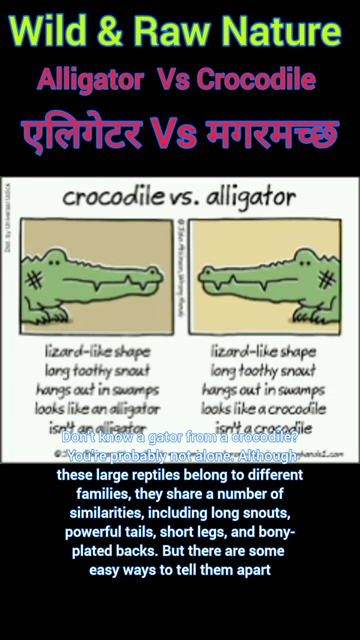 Wild & Raw Nature
Alligator Vs Crocodile
एलिगेटर Vs मगरमच्छ
crocodile vs. alligator
lizard-like shape
long toothy snout
hangs out in swamps
looks like an alligator
isn't an alligator
lizard-like shape
long toothy snout
hangs out in swamps
looks like a crocodile
isn't a crocodile
Don't know a gator from a crocodile?
You're probably not alone. Although
these large reptiles belong to different
families, they share a number of
similarities, including long snouts,
powerful tails, short legs, and bony-
plated backs. But there are some
easy ways to tell them apart